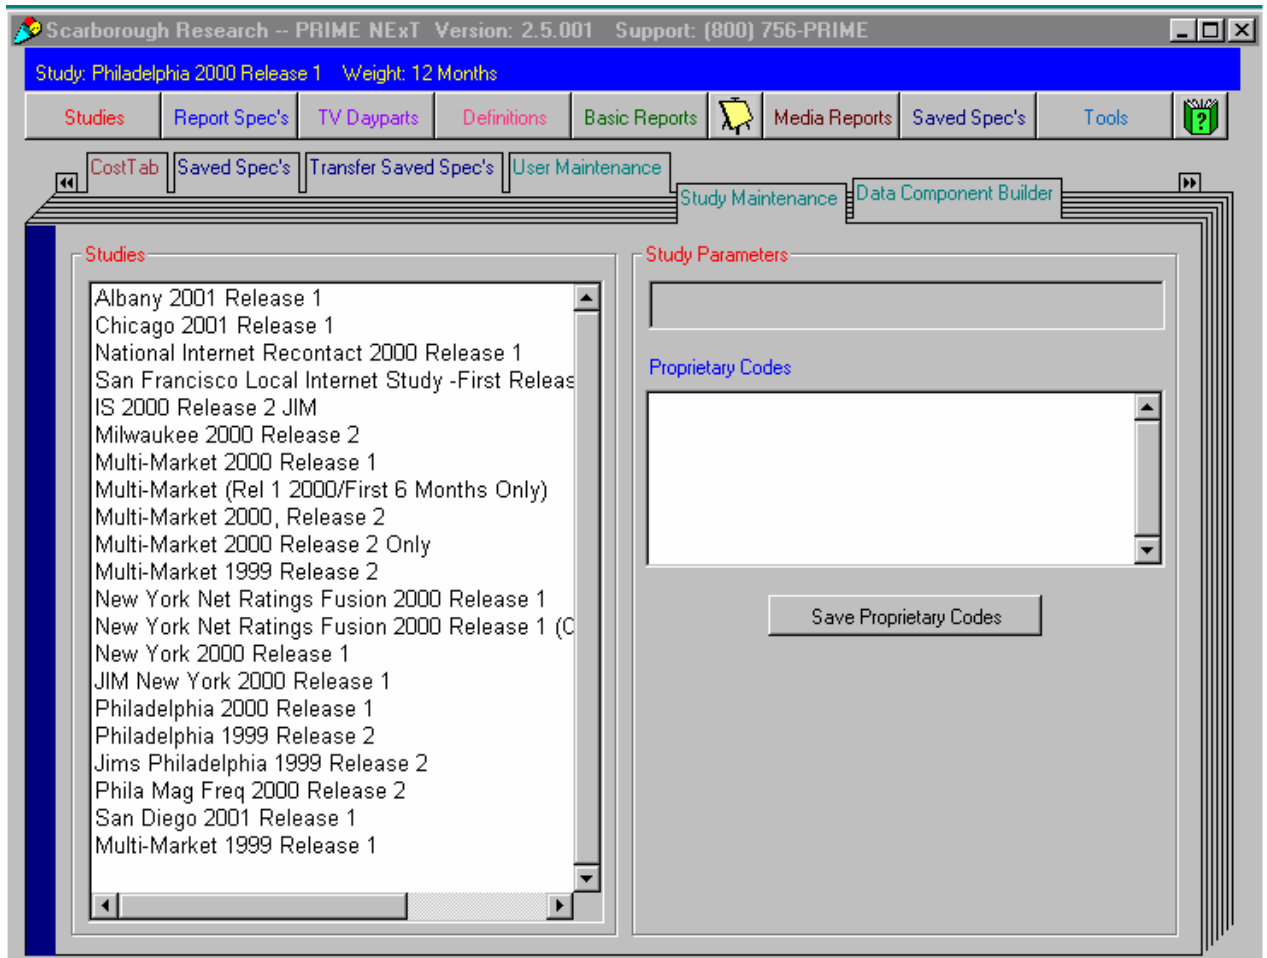 Scarborough Research -- PRIME NExT Version: 2.5.001 Support: (800) 756-PRIME
Study: Philadelphia 2000 Release 1 Weight: 12 Months
Studies Report Spec's TV Dayparts Definitions Basic Reports Media Reports Saved Spec's Tools ?
CostTab Saved Spec's Transfer Saved Spec's User Maintenance
Study Maintenance Data Component Builder
Studies
Albany 2001 Release 1
Chicago 2001 Release 1
National Internet Recontact 2000 Release 1
San Francisco Local Internet Study -First Releas
IS 2000 Release 2 JIM
Milwaukee 2000 Release 2
Multi-Market 2000 Release 1
Multi-Market (Rel 1 2000/First 6 Months Only)
Multi-Market 2000, Release 2
Multi-Market 2000 Release 2 Only
Multi-Market 1999 Release 2
New York Net Ratings Fusion 2000 Release 1
New York Net Ratings Fusion 2000 Release 1 (C
New York 2000 Release 1
JIM New York 2000 Release 1
Philadelphia 2000 Release 1
Philadelphia 1999 Release 2
Jims Philadelphia 1999 Release 2
Phila Mag Freq 2000 Release 2
San Diego 2001 Release 1
Multi-Market 1999 Release 1
Study Parameters
Proprietary Codes
Save Proprietary Codes